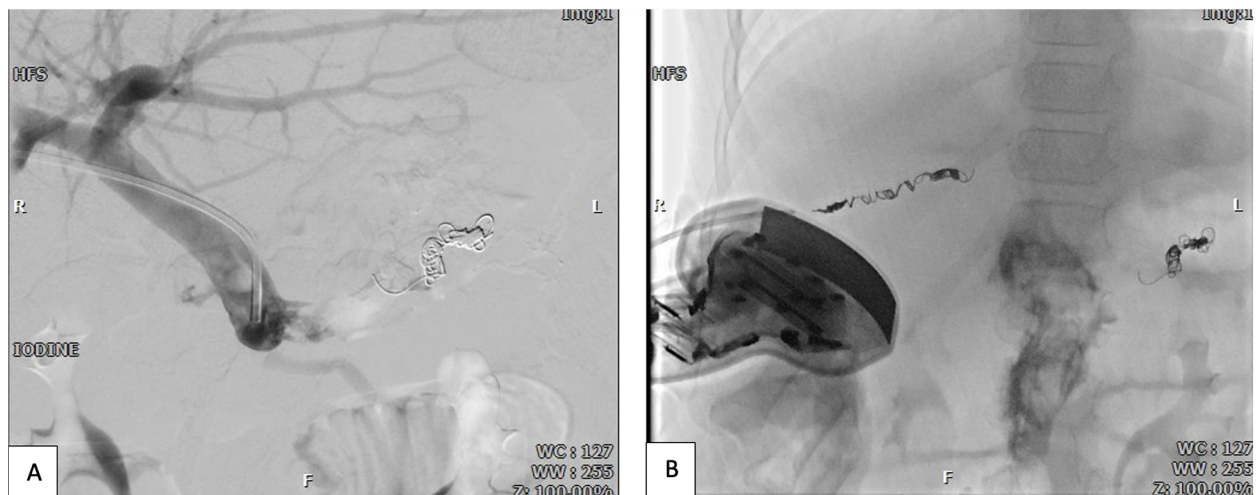 Img:1
HFS
R
L
IODINE
WC : 127
WW : 255
Z: 100.00%
F
A
Img:1
HFS
R
L
WC : 127
WW : 255
Z: 100.00%
F
B